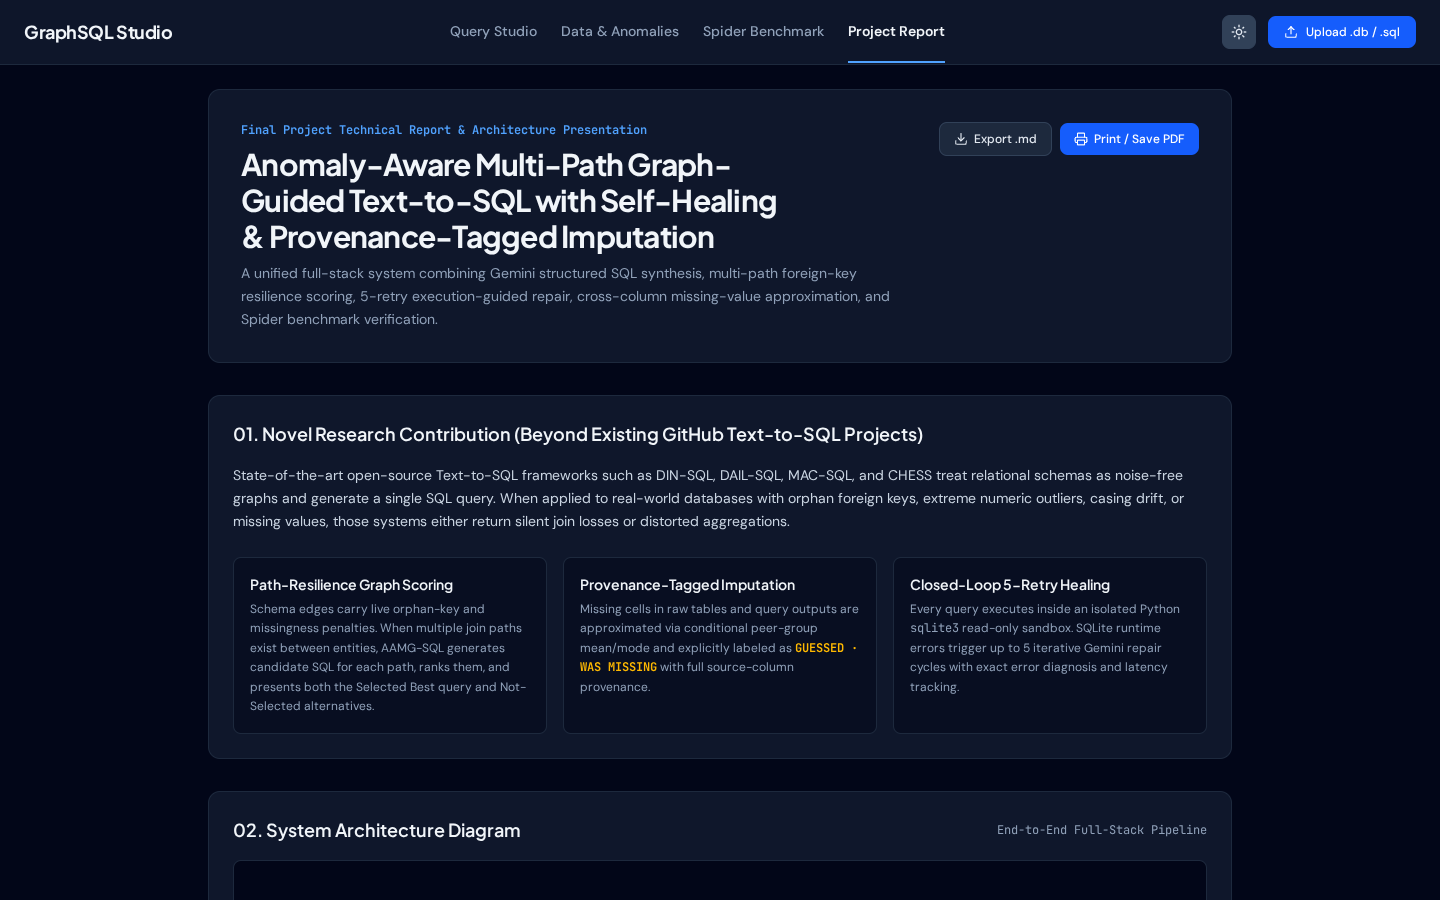 GraphSQL Studio
Query Studio
Data & Anomalies
Spider Benchmark
Project Report
Upload .db / .sql
Final Project Technical Report & Architecture Presentation
Export .md
Print / Save PDF
Anomaly-Aware Multi-Path Graph-
Guided Text-to-SQL with Self-Healing
& Provenance-Tagged Imputation
A unified full-stack system combining Gemini structured SQL synthesis, multi-path foreign-key
resilience scoring, 5-retry execution-guided repair, cross-column missing-value approximation, and
Spider benchmark verification.
01. Novel Research Contribution (Beyond Existing GitHub Text-to-SQL Projects)
State-of-the-art open-source Text-to-SQL frameworks such as DIN-SQL, DAIL-SQL, MAC-SQL, and CHESS treat relational schemas as noise-free
graphs and generate a single SQL query. When applied to real-world databases with orphan foreign keys, extreme numeric outliers, casing drift, or
missing values, those systems either return silent join losses or distorted aggregations.
Path-Resilience Graph Scoring
Schema edges carry live orphan-key and
missingness penalties. When multiple join paths
exist between entities, AAMG-SQL generates
candidate SQL for each path, ranks them, and
presents both the Selected Best query and Not-
Selected alternatives.
Provenance-Tagged Imputation
Missing cells in raw tables and query outputs are
approximated via conditional peer-group
mean/mode and explicitly labeled as GUESSED ·
WAS MISSING with full source-column
provenance.
Closed-Loop 5-Retry Healing
Every query executes inside an isolated Python
sqlite3 read-only sandbox. SQLite runtime
errors trigger up to 5 iterative Gemini repair
cycles with exact error diagnosis and latency
tracking.
02. System Architecture Diagram
End-to-End Full-Stack Pipeline